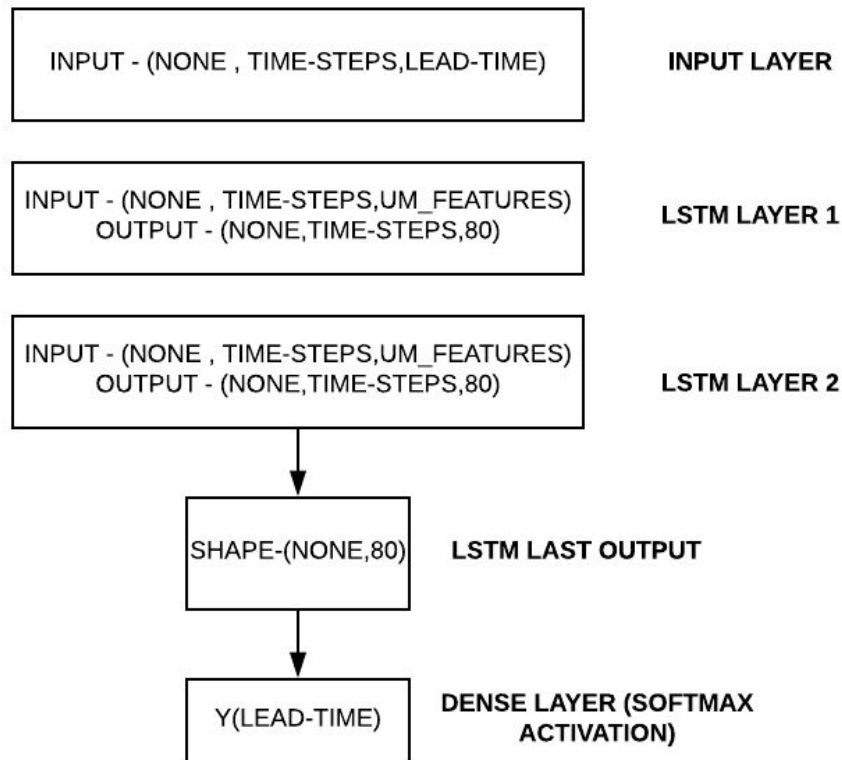 INPUT - (NONE , TIME-STEPS,LEAD-TIME)
INPUT LAYER
INPUT - (NONE , TIME-STEPS,UM_FEATURES)
OUTPUT - (NONE,TIME-STEPS,80)
LSTM LAYER 1
INPUT - (NONE , TIME-STEPS,UM_FEATURES)
OUTPUT - (NONE,TIME-STEPS,80)
LSTM LAYER 2
SHAPE-(NONE,80)
LSTM LAST OUTPUT
Y(LEAD-TIME)
DENSE LAYER (SOFTMAX
ACTIVATION)